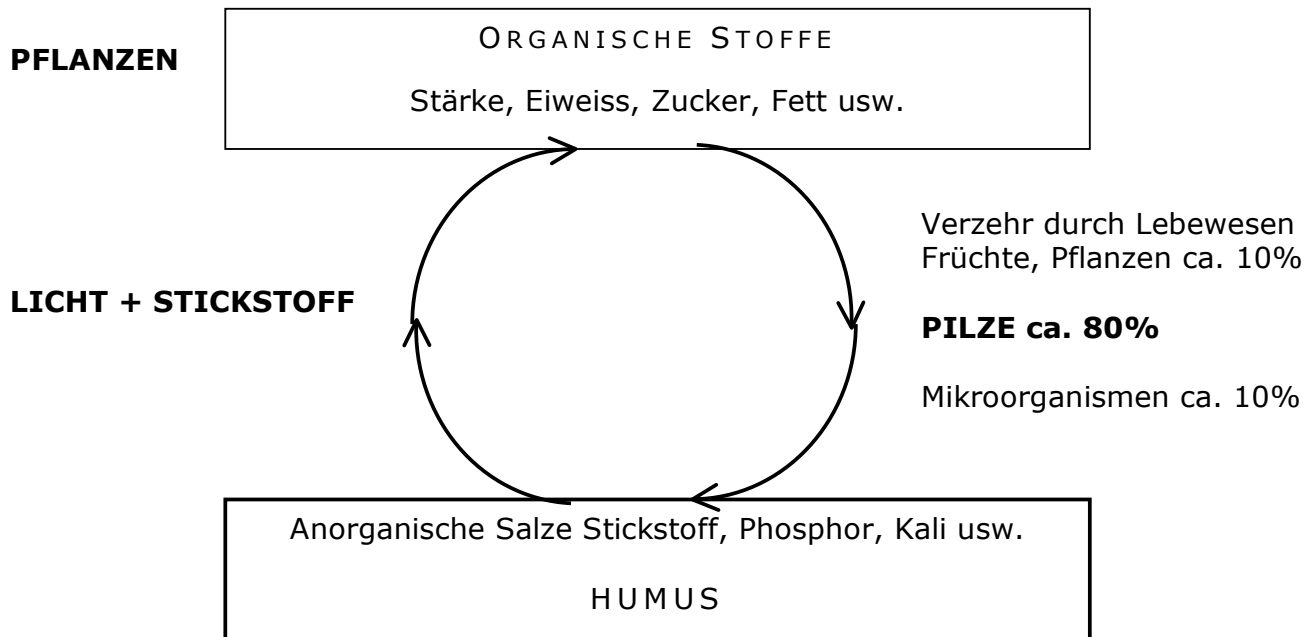 ORGANISCHE STOFFE
PFLANZEN
Stärke, Eiweiss, Zucker, Fett usw.
Verzehr durch Lebewesen
Früchte, Pflanzen ca. 10%
LICHT + STICKSTOFF
PILZE ca. 80%
Mikroorganismen ca. 10%
Anorganische Salze Stickstoff, Phosphor, Kali usw.
HUMUS